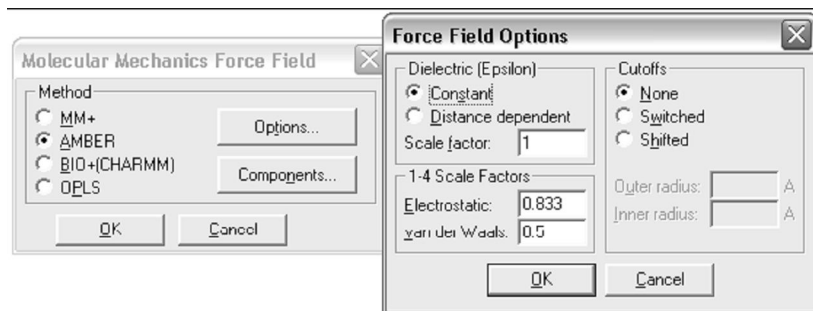 Molecular Mechanics Force Field
Method
MM+
AMBER
BIO+(CHARMM)
OPLS
Options...
Components...
OK
Cancel
Force Field Options
Dielectric (Epsilon)
Constant
Distance dependent
Scale factor: 1
1-4 Scale Factors
Electrostatic: 0.833
van der Waals: 0.5
Cutoffs
None
Switched
Shifted
Outer radius: A
Inner radius: A
OK
Cancel